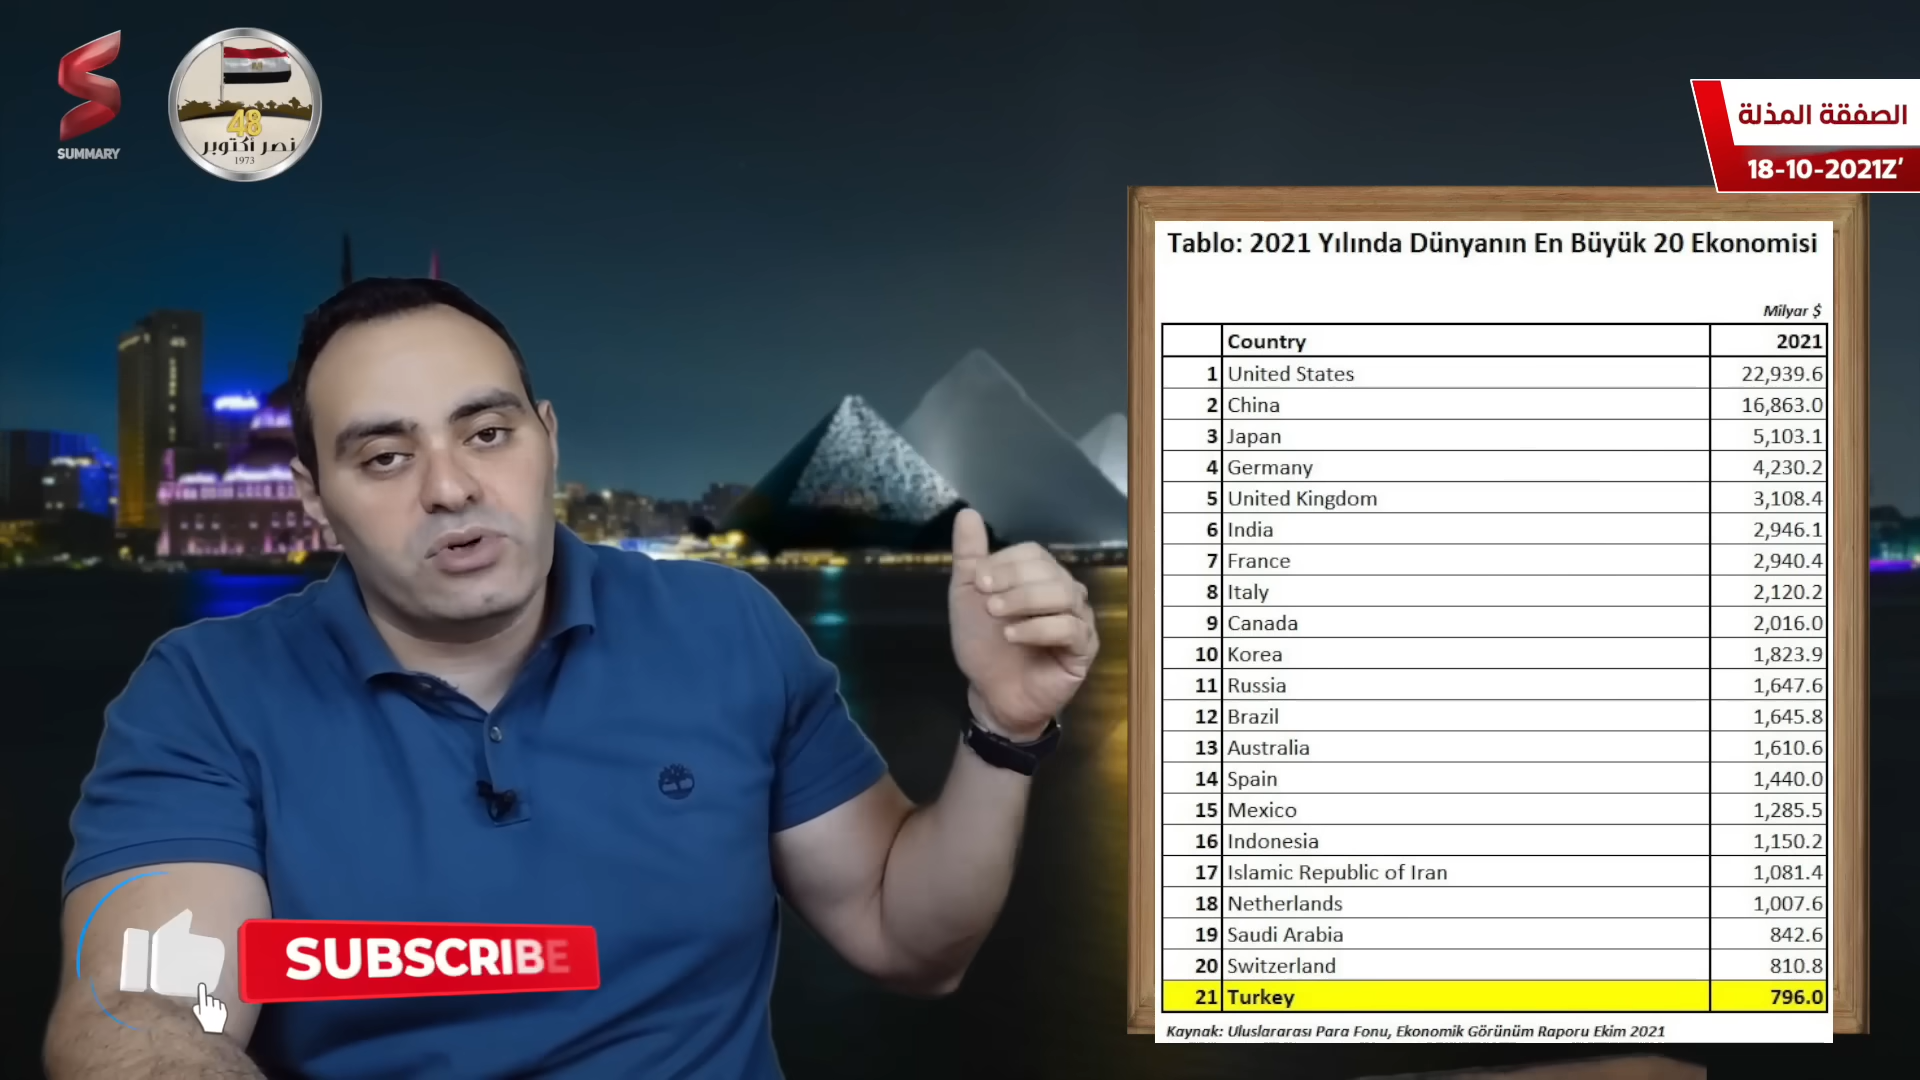 SUMMARY
48
نصر أكتوبر
1973
الصفقة المذلة
18-10-2021Z'
Tablo: 2021 Yılında Dünyanın En Büyük 20 Ekonomisi
Milyar $
Country 2021
1 United States 22,939.6
2 China 16,863.0
3 Japan 5,103.1
4 Germany 4,230.2
5 United Kingdom 3,108.4
6 India 2,946.1
7 France 2,940.4
8 Italy 2,120.2
9 Canada 2,016.0
10 Korea 1,823.9
11 Russia 1,647.6
12 Brazil 1,645.8
13 Australia 1,610.6
14 Spain 1,440.0
15 Mexico 1,285.5
16 Indonesia 1,150.2
17 Islamic Republic of Iran 1,081.4
18 Netherlands 1,007.6
19 Saudi Arabia 842.6
20 Switzerland 810.8
21 Turkey 796.0
Kaynak: Uluslararası Para Fonu, Ekonomik Görünüm Raporu Ekim 2021
SUBSCRIBE